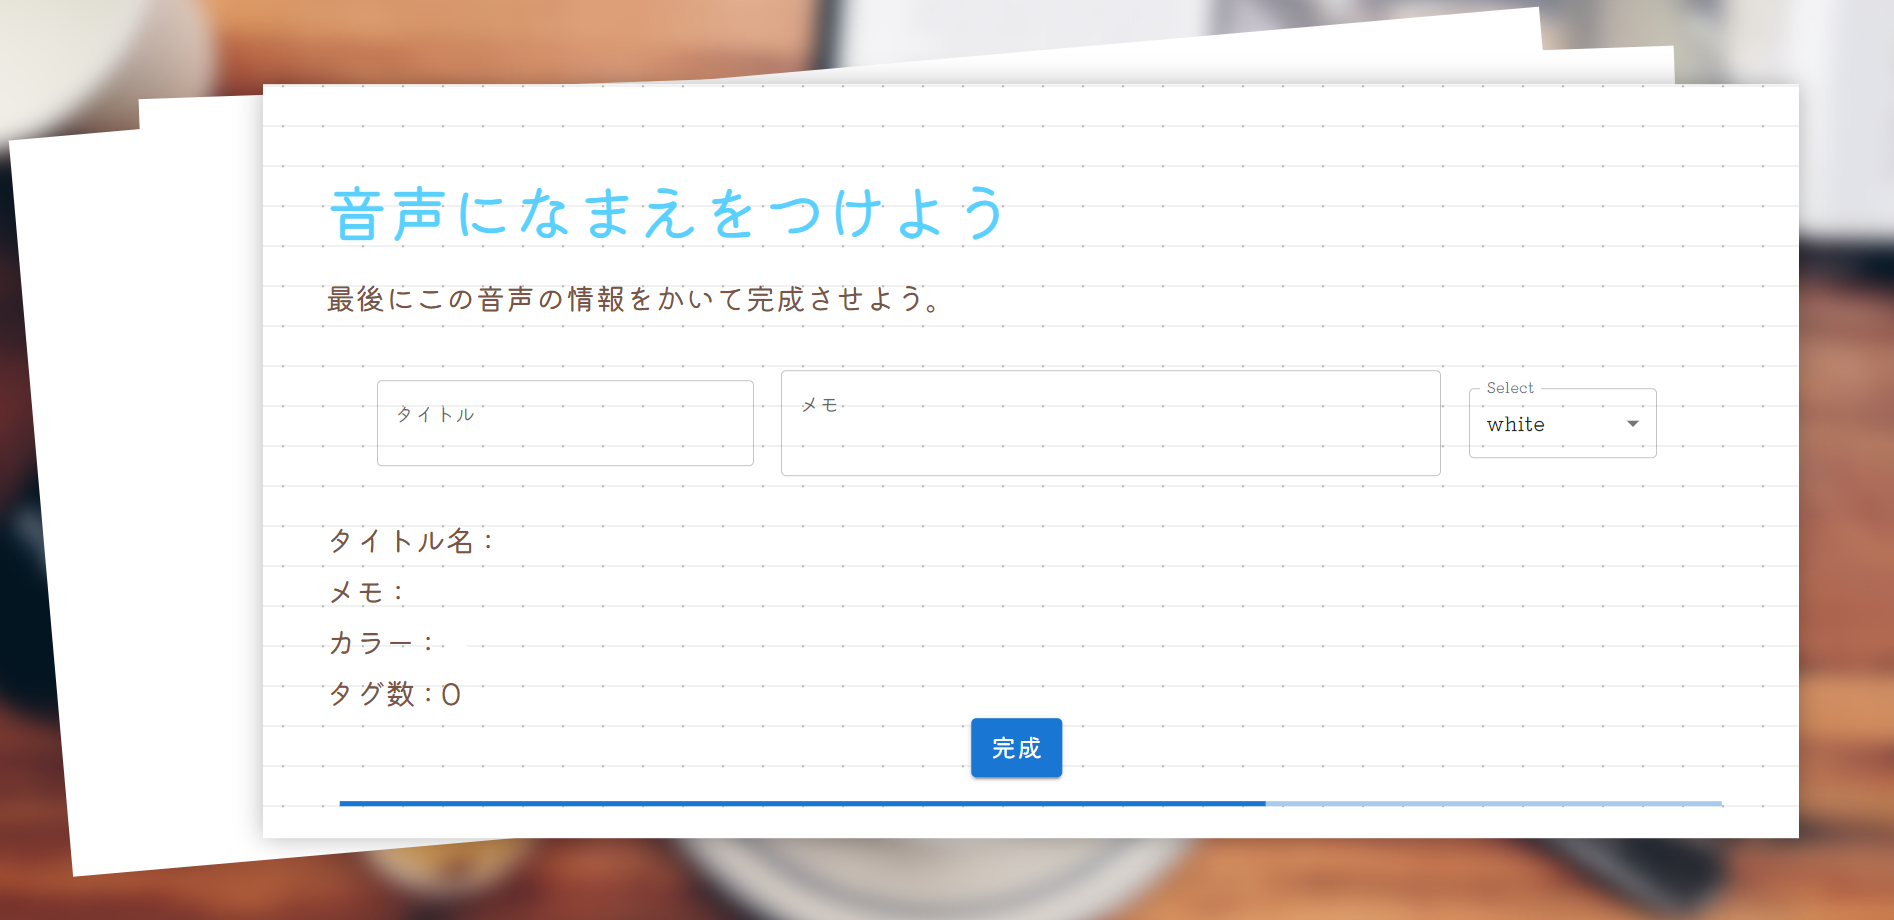 音声になまえをつけよう
最後にこの音声の情報をかいて完成させよう。
タイトル
メモ
Select
white
タイトル名：
メモ：
カラー：
タグ数：0
完成